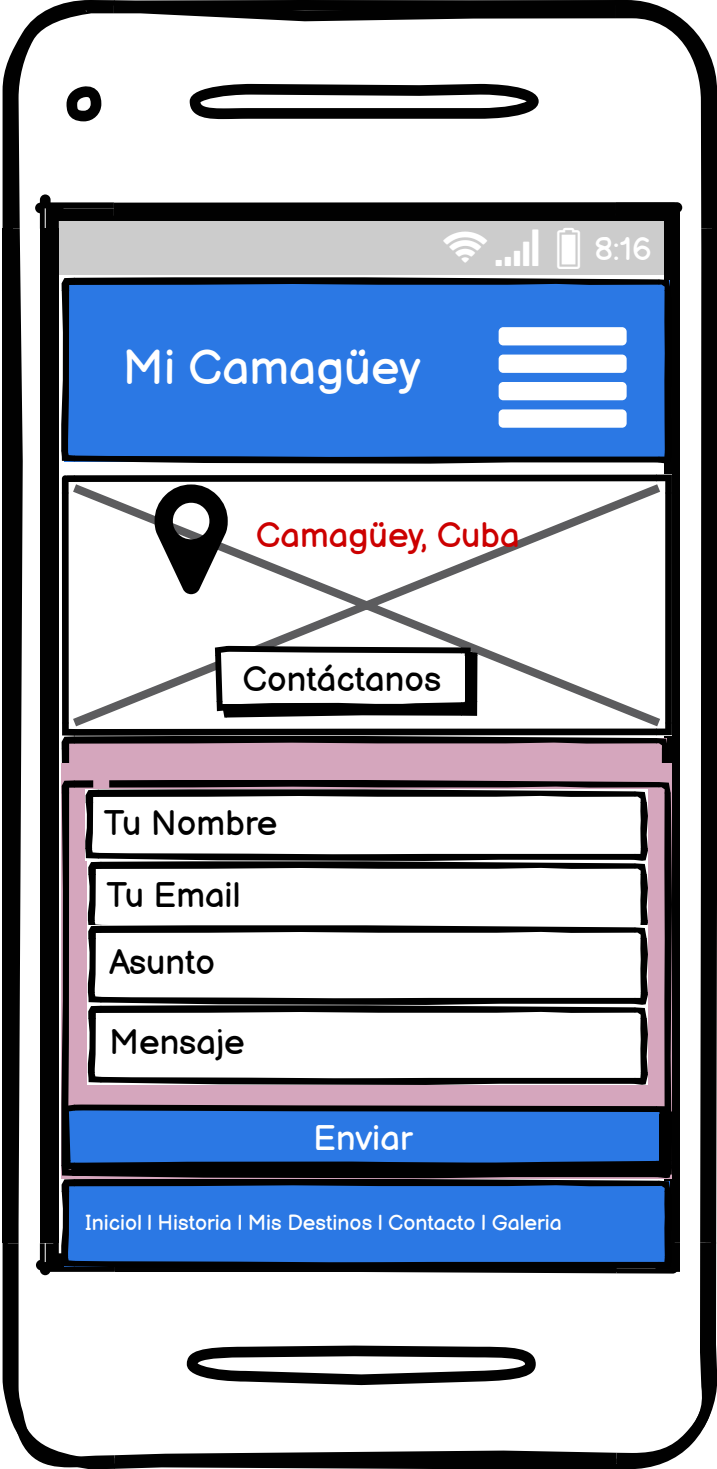 8:16
Mi Camagüey
Camagüey, Cuba
Contáctanos
Tu Nombre
Tu Email
Asunto
Mensaje
Enviar
Iniciol | Historia | Mis Destinos | Contacto | Galeria